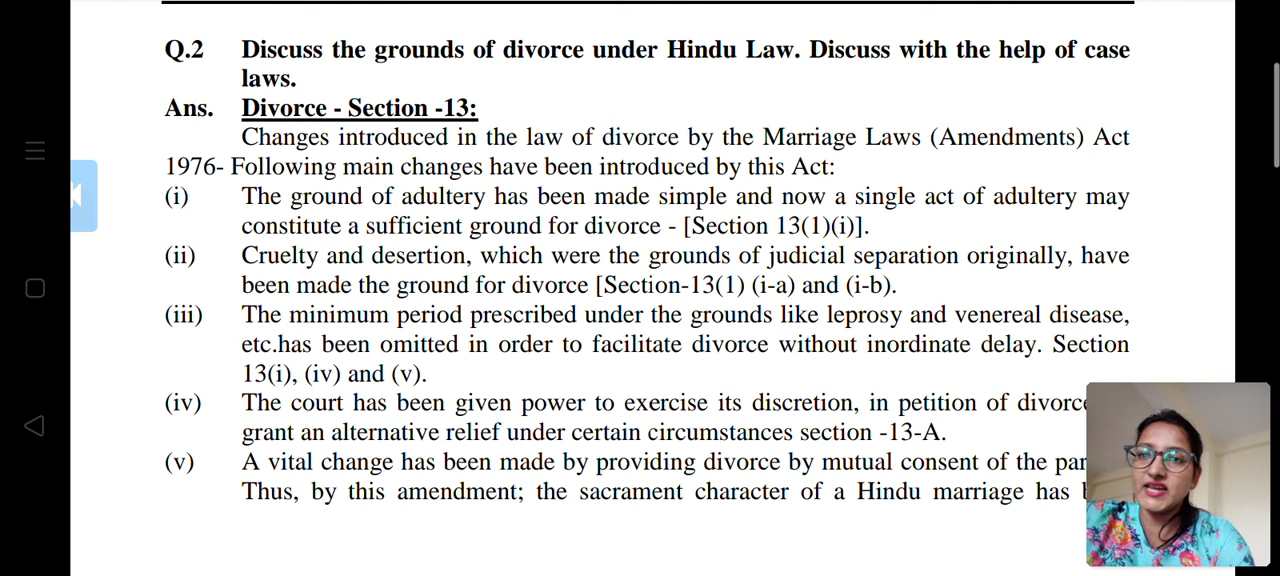 Q.2 Discuss the grounds of divorce under Hindu Law. Discuss with the help of case
laws.
Ans. Divorce - Section -13:
Changes introduced in the law of divorce by the Marriage Laws (Amendments) Act
1976- Following main changes have been introduced by this Act:
(i) The ground of adultery has been made simple and now a single act of adultery may
constitute a sufficient ground for divorce - [Section 13(1)(i)].
(ii) Cruelty and desertion, which were the grounds of judicial separation originally, have
been made the ground for divorce [Section-13(1) (i-a) and (i-b).
(iii) The minimum period prescribed under the grounds like leprosy and venereal disease,
etc.has been omitted in order to facilitate divorce without inordinate delay. Section
13(i), (iv) and (v).
(iv) The court has been given power to exercise its discretion, in petition of divorce
grant an alternative relief under certain circumstances section -13-A.
(v) A vital change has been made by providing divorce by mutual consent of the
Thus, by this amendment; the sacrament character of a Hindu marriage has